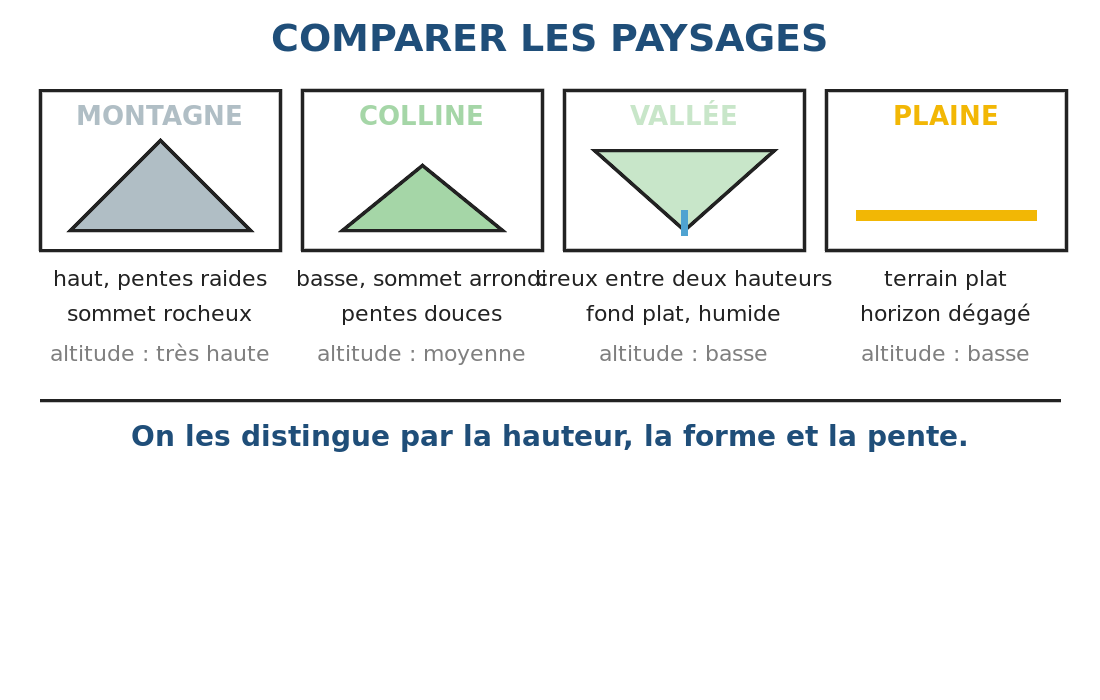 COMPARER LES PAYSAGES
MONTAGNE
haut, pentes raides
sommet rocheux
altitude : très haute
COLLINE
basse, sommet arrondi
pentes douces
altitude : moyenne
VALLÉE
creux entre deux hauteurs
fond plat, humide
altitude : basse
PLAINE
terrain plat
horizon dégagé
altitude : basse
On les distingue par la hauteur, la forme et la pente.